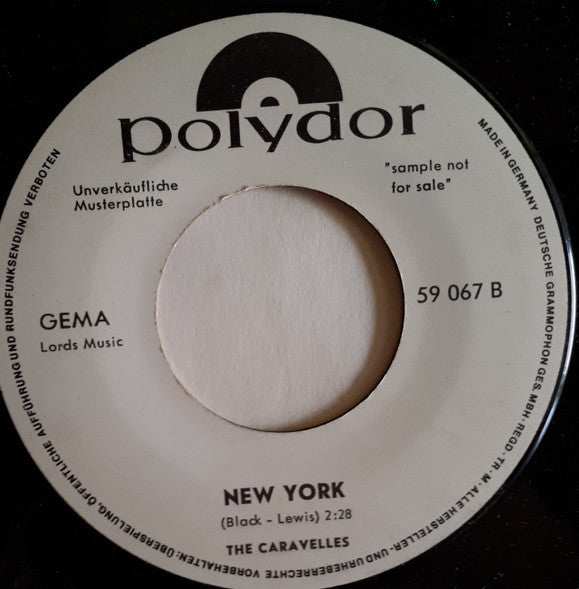 polydor
Unverkäufliche
Musterplatte
"sample not
for sale"
59 067 B
GEMA
Lords Music
NEW YORK
(Black - Lewis) 2:28
THE CARAVELLES
MADE IN GERMANY DEUTSCHE GRAMMOPHON GES. MBH · REGD · TR · M · ALLE HERSTELLER- UND URHEBERRECHTE VORBEHALTEN: ÜBERSPIELUNG, ÖFFENTLICHE AUFFÜHRUNG UND RUNDFUNKSENDUNG VERBOTEN